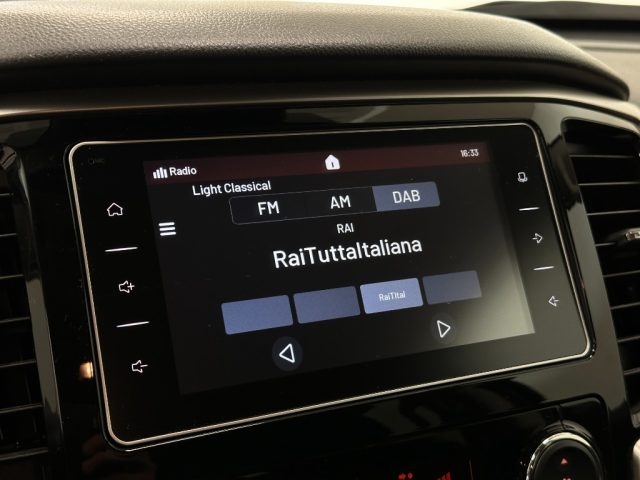 Radio
16:33
Light Classical
FM AM DAB
RAI
RaiTuttaItaliana
RaiTItal